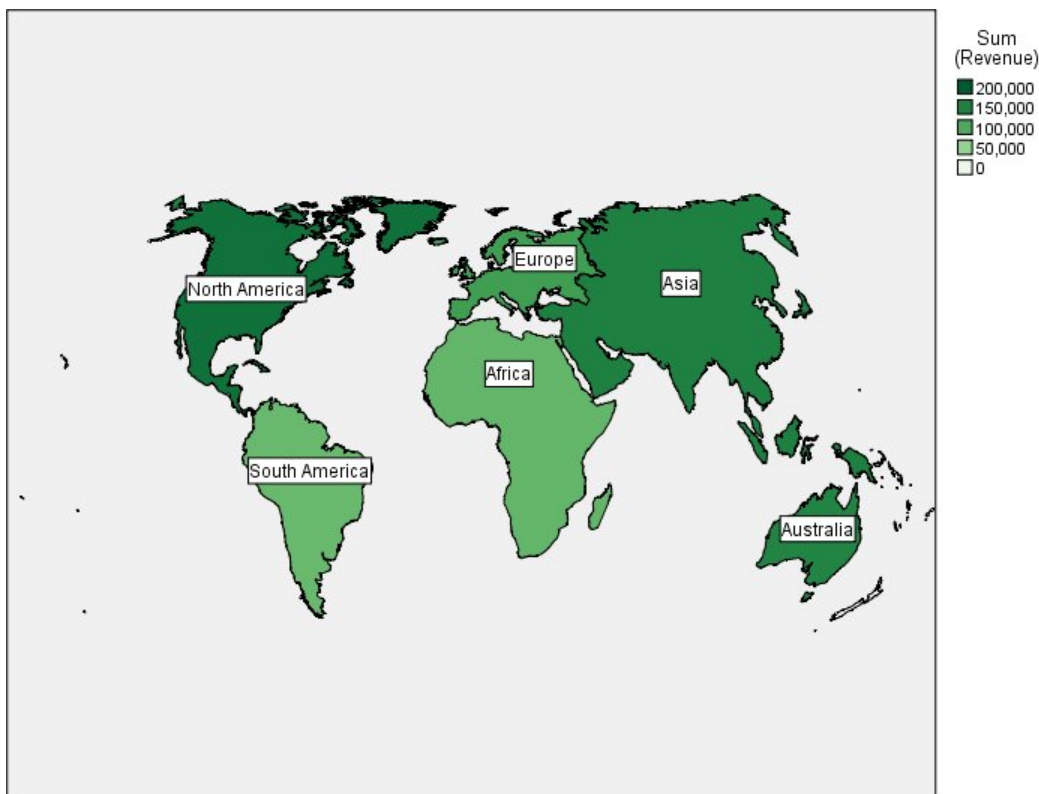 Sum
(Revenue)
200,000
150,000
100,000
50,000
0
Europe
North America
Asia
Africa
South America
Australia